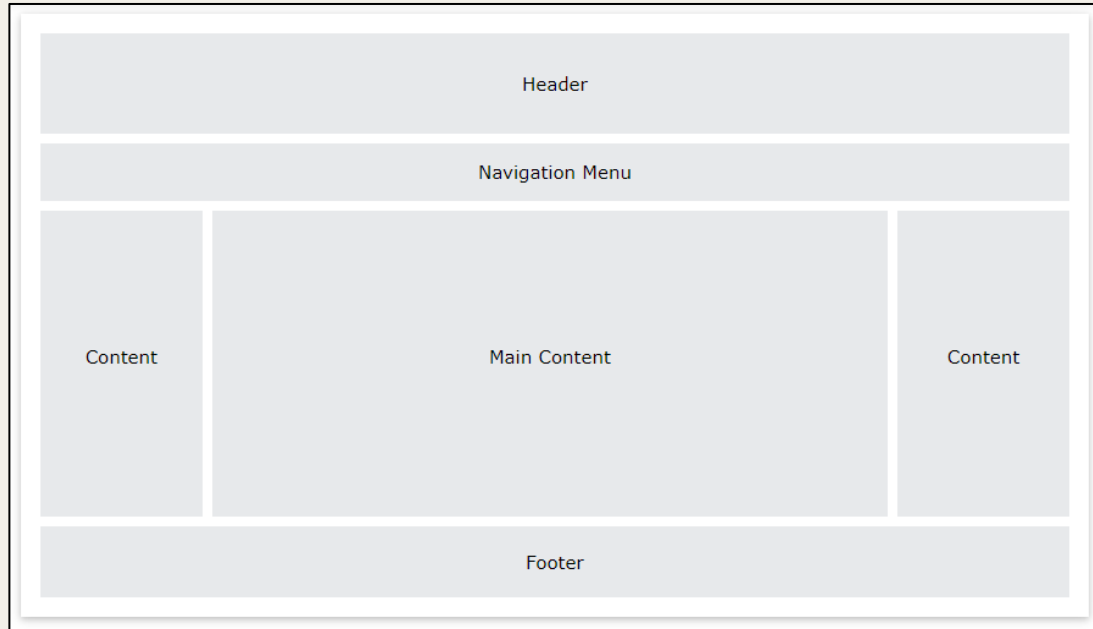 Header
Navigation Menu
Content
Main Content
Content
Footer